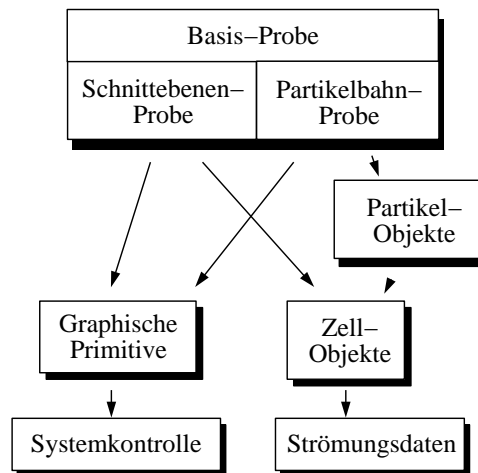 Basis–Probe
Schnittebenen–
Probe
Partikelbahn–
Probe
Partikel–
Objekte
Graphische
Primitive
Zell–
Objekte
Systemkontrolle
Strömungsdaten